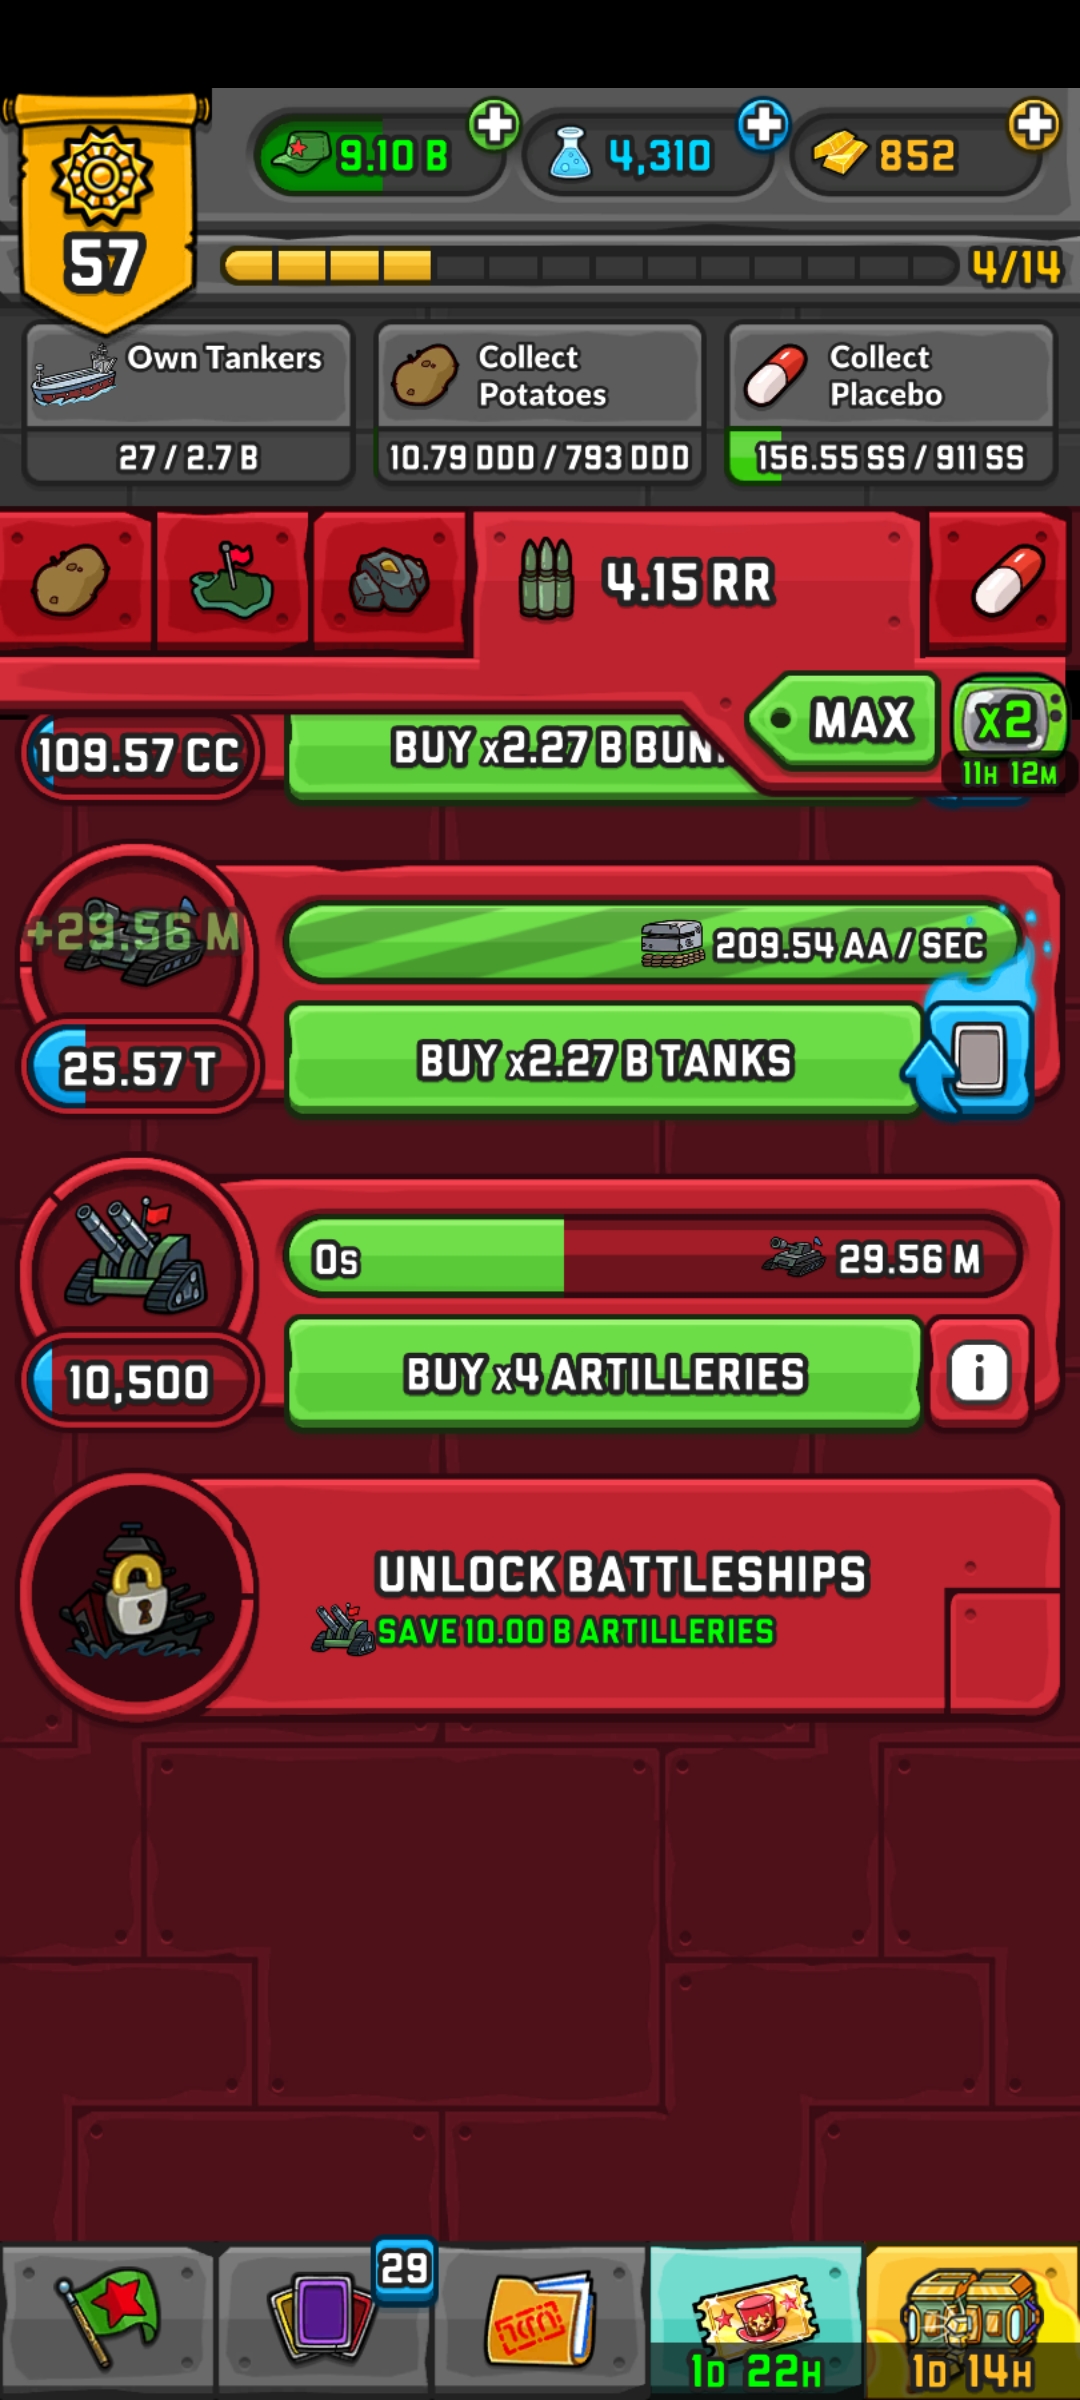 57
9.10 B
4,310
852
4/14
Own Tankers
27 / 2.7 B
Collect
Potatoes
10.79 DDD / 793 DDD
Collect
Placebo
156.55 SS / 911 SS
4.15 RR
MAX
x2
11H 12M
109.57 CC
BUY x2.27 B BUN
+29.56 M
209.54 AA / SEC
25.57 T
BUY x2.27 B TANKS
0s
29.56 M
10,500
BUY x4 ARTILLERIES
i
UNLOCK BATTLESHIPS
SAVE 10.00 B ARTILLERIES
29
1D 22H
1D 14H